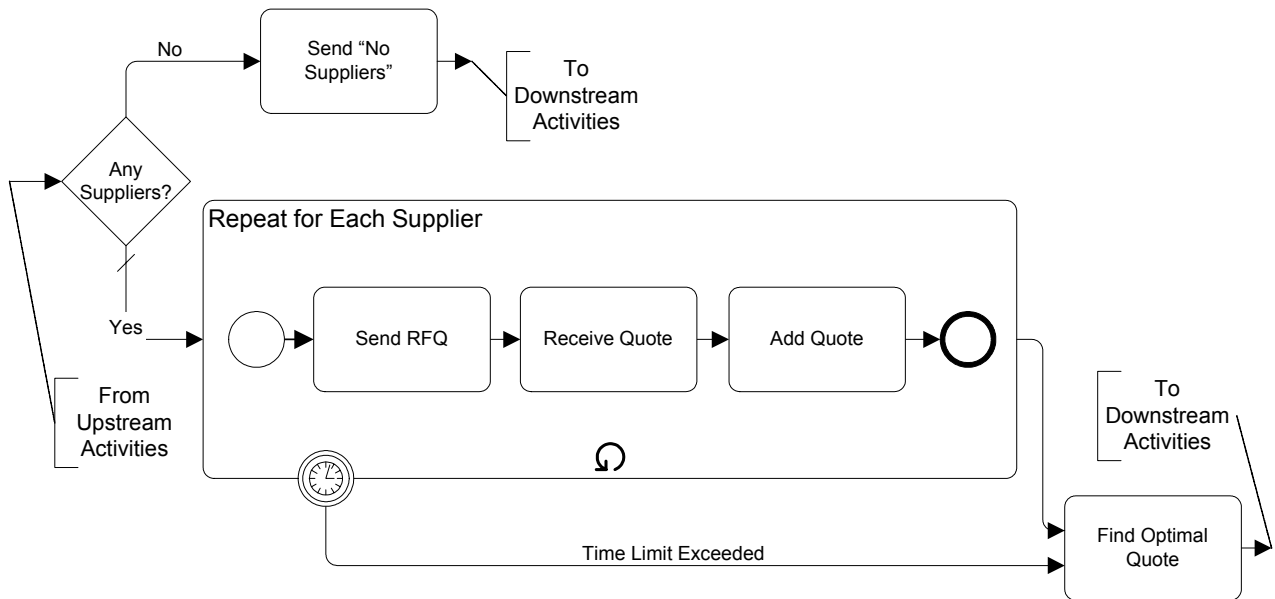 No
Send “No
Suppliers”
To
Downstream
Activities
Any
Suppliers?
Repeat for Each Supplier
Yes
Send RFQ
Receive Quote
Add Quote
From
Upstream
Activities
To
Downstream
Activities
Time Limit Exceeded
Find Optimal
Quote